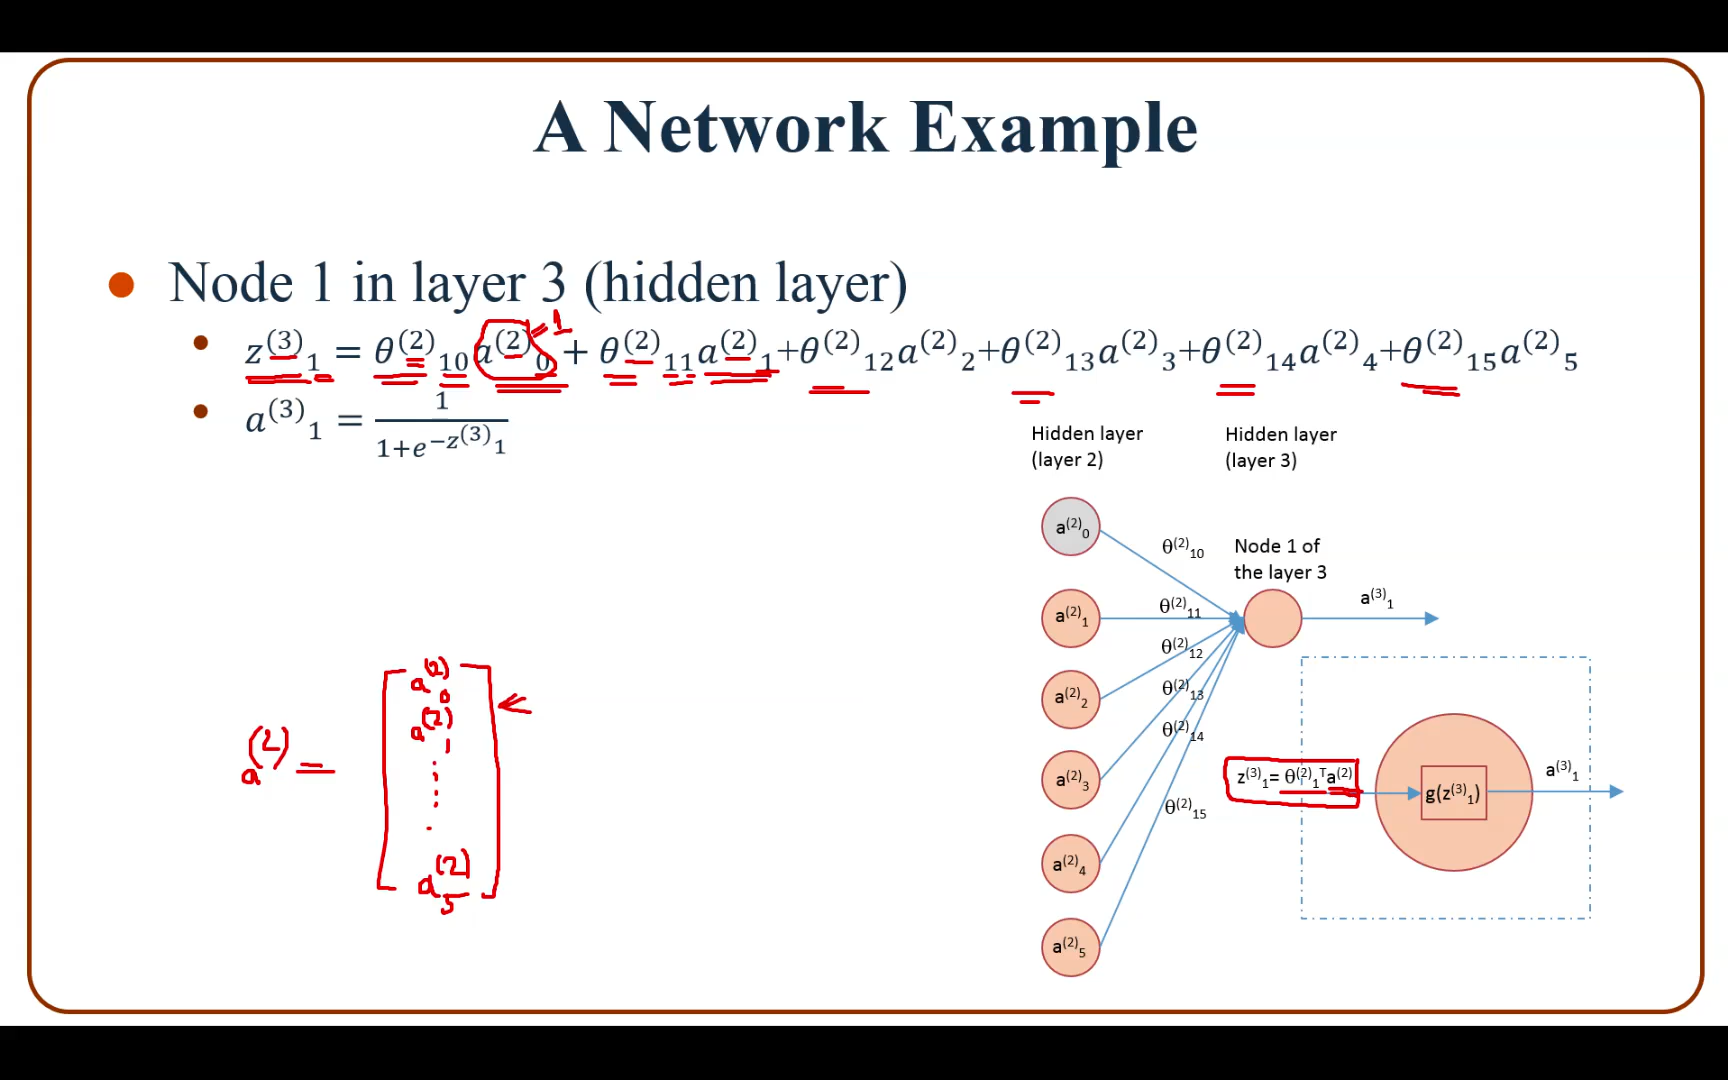 A Network Example
Node 1 in layer 3 (hidden layer)
= 1
z⁽³⁾₁ = θ⁽²⁾₁₀a⁽²⁾₀ + θ⁽²⁾₁₁a⁽²⁾₁+θ⁽²⁾₁₂a⁽²⁾₂+θ⁽²⁾₁₃a⁽²⁾₃+θ⁽²⁾₁₄a⁽²⁾₄+θ⁽²⁾₁₅a⁽²⁾₅
a⁽³⁾₁ = 1 / 1+e^−z⁽³⁾₁
Hidden layer
(layer 2)
Hidden layer
(layer 3)
a⁽²⁾₀
a⁽²⁾₁
a⁽²⁾₂
a⁽²⁾₃
a⁽²⁾₄
a⁽²⁾₅
θ⁽²⁾₁₀
θ⁽²⁾₁₁
θ⁽²⁾₁₂
θ⁽²⁾₁₃
θ⁽²⁾₁₄
θ⁽²⁾₁₅
Node 1 of
the layer 3
a⁽³⁾₁
z⁽³⁾₁= θ⁽²⁾₁ᵀa⁽²⁾
g(z⁽³⁾₁)
a⁽³⁾₁
a⁽²⁾ =
a⁽²⁾₀
a⁽²⁾₁
a⁽²⁾₅